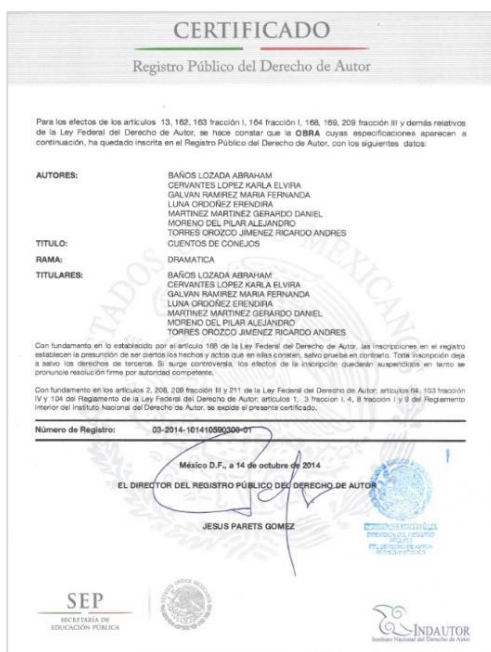 CERTIFICADO
Registro Público del Derecho de Autor
Para los efectos de los artículos 13, 162, 163 fracción I, 164 fracción I, 168, 169, 209 fracción III y demás relativos
de la Ley Federal del Derecho de Autor, se hace constar que la OBRA cuyas especificaciones aparecen a
continuación, ha quedado inscrita en el Registro Público del Derecho de Autor, con los siguientes datos:
AUTORES: BAÑOS LOZADA ABRAHAM
CERVANTES LOPEZ KARLA ELVIRA
GALVAN RAMIREZ MARIA FERNANDA
LUNA ORDOÑEZ ERENDIRA
MARTINEZ MARTINEZ GERARDO DANIEL
MORENO DEL PILAR ALEJANDRO
TORRES OROZCO JIMENEZ RICARDO ANDRES
TITULO: CUENTOS DE CONEJOS
RAMA: DRAMATICA
TITULARES: BAÑOS LOZADA ABRAHAM
CERVANTES LOPEZ KARLA ELVIRA
GALVAN RAMIREZ MARIA FERNANDA
LUNA ORDOÑEZ ERENDIRA
MARTINEZ MARTINEZ GERARDO DANIEL
MORENO DEL PILAR ALEJANDRO
TORRES OROZCO JIMENEZ RICARDO ANDRES
Con fundamento en lo establecido por el artículo 168 de la Ley Federal del Derecho de Autor, las inscripciones en el registro
establecen la presunción de ser ciertos los hechos y actos que en ellas consten, salvo prueba en contrario. Toda inscripción deja
a salvo los derechos de terceros. Si surge controversia, los efectos de la inscripción quedarán suspendidos en tanto se
pronuncie resolución firme por autoridad competente.
Con fundamento en los artículos 2, 208, 209 fracción III y 211 de la Ley Federal del Derecho de Autor; artículos 64, 103 fracción
IV y 104 del Reglamento de la Ley Federal del Derecho de Autor; artículos 1, 3 fracción I, 4, 8 fracción I y 9 del Reglamento
Interior del Instituto Nacional del Derecho de Autor, se expide el presente certificado.
Número de Registro: 03-2014-101410590300-01
México D.F., a 14 de octubre de 2014
EL DIRECTOR DEL REGISTRO PÚBLICO DEL DERECHO DE AUTOR
JESUS PARETS GOMEZ
SEP
SECRETARÍA DE
EDUCACIÓN PÚBLICA
INDAUTOR
Instituto Nacional del Derecho de Autor